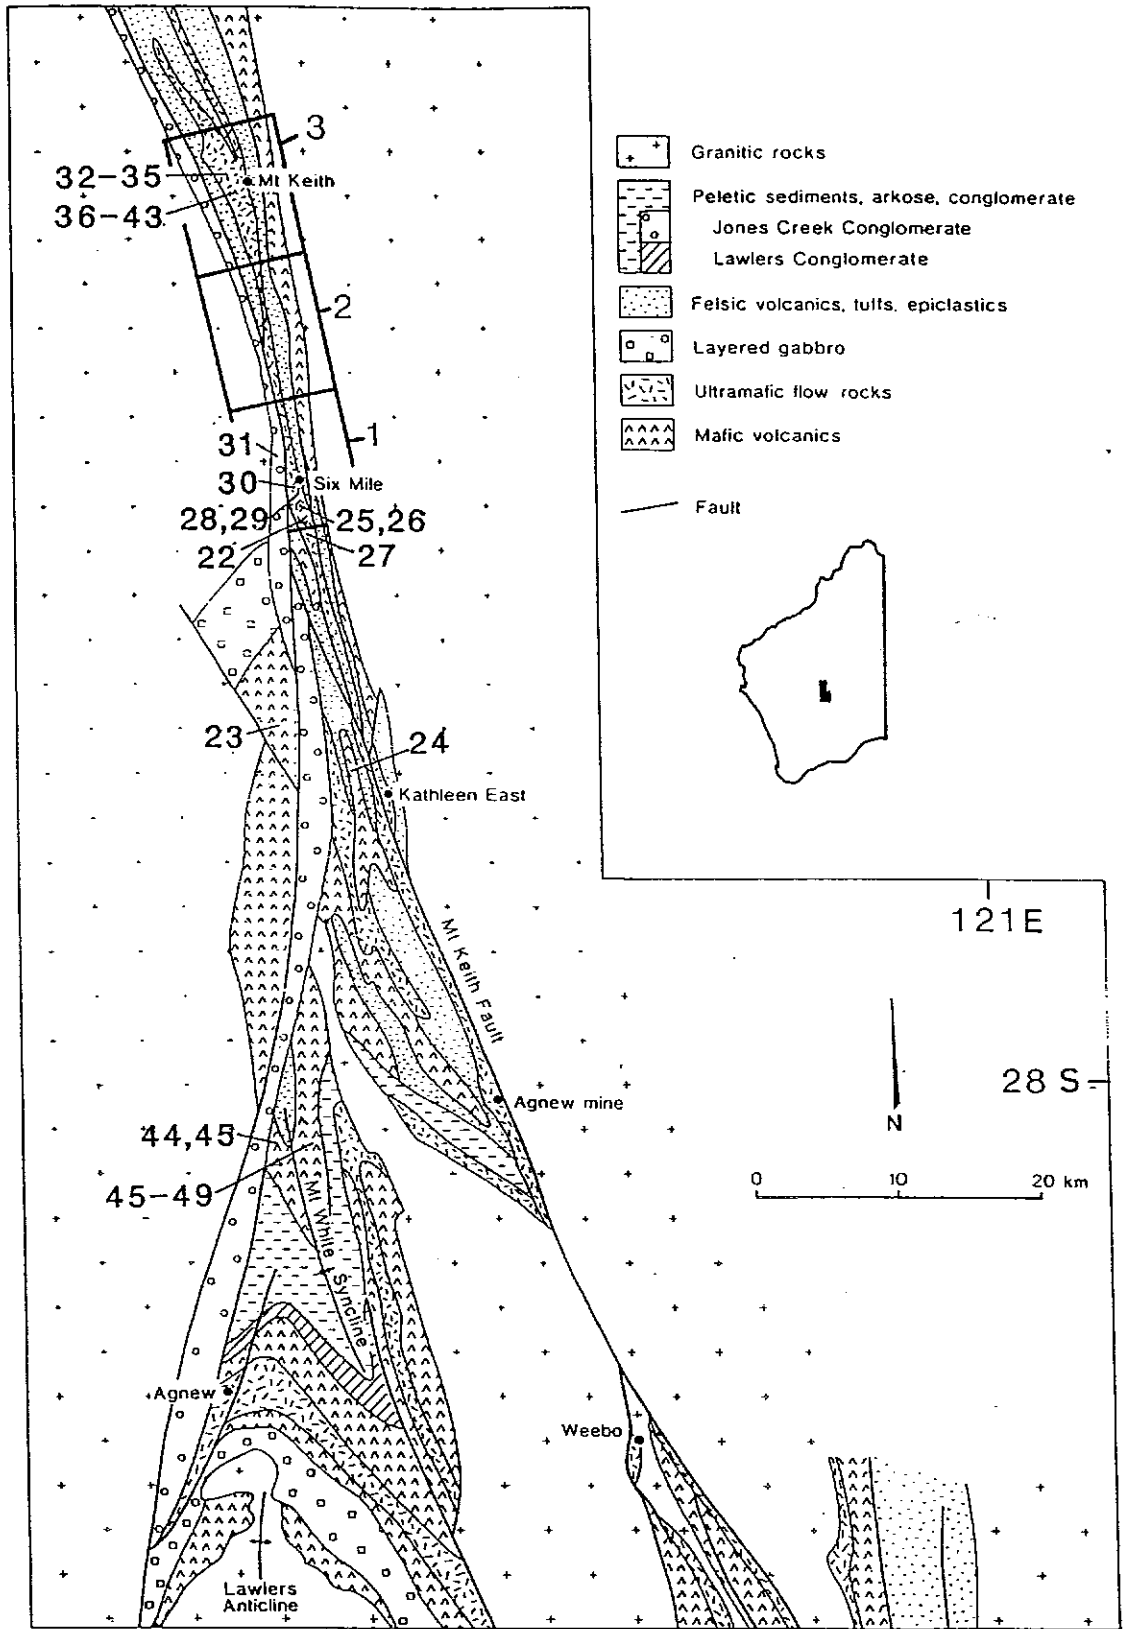 3
32-35
Mt Keith
36-43
2
1
31
30
Six Mile
28,29
25,26
22
27
23
24
Kathleen East
Mt Keith Fault
Agnew mine
44,45
45-49
Mt White Syncline
Agnew
Weebo
Lawlers
Anticline
Granitic rocks
Peletic sediments, arkose, conglomerate
Jones Creek Conglomerate
Lawlers Conglomerate
Felsic volcanics, tuffs, epiclastics
Layered gabbro
Ultramafic flow rocks
Mafic volcanics
Fault
121E
28 S
N
0 10 20 km